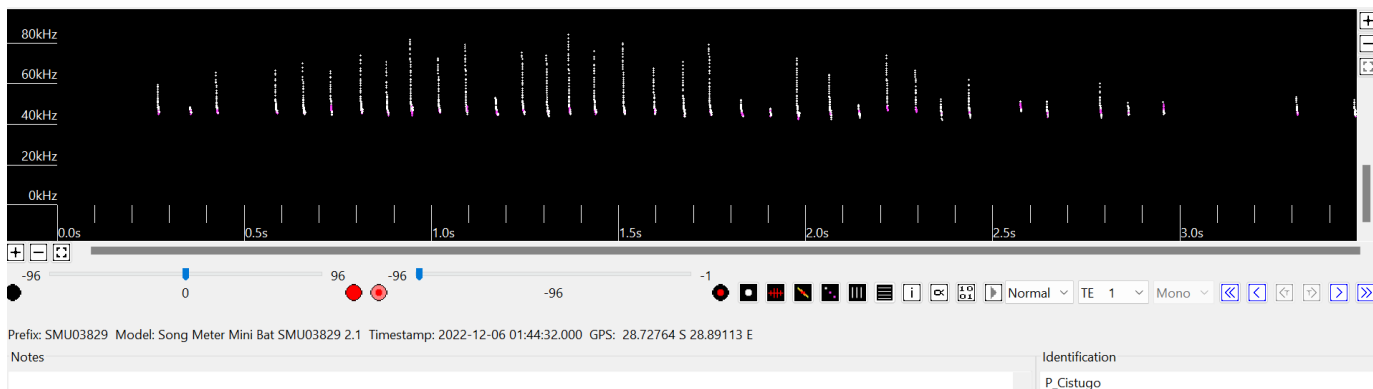 80kHz
60kHz
40kHz
20kHz
0kHz
0.0s 0.5s 1.0s 1.5s 2.0s 2.5s 3.0s
-96 96 -96 -1
0 -96
i α 10 01 Normal TE 1 Mono T T
Prefix: SMU03829 Model: Song Meter Mini Bat SMU03829 2.1 Timestamp: 2022-12-06 01:44:32.000 GPS: 28.72764 S 28.89113 E
Notes Identification
P_Cistugo